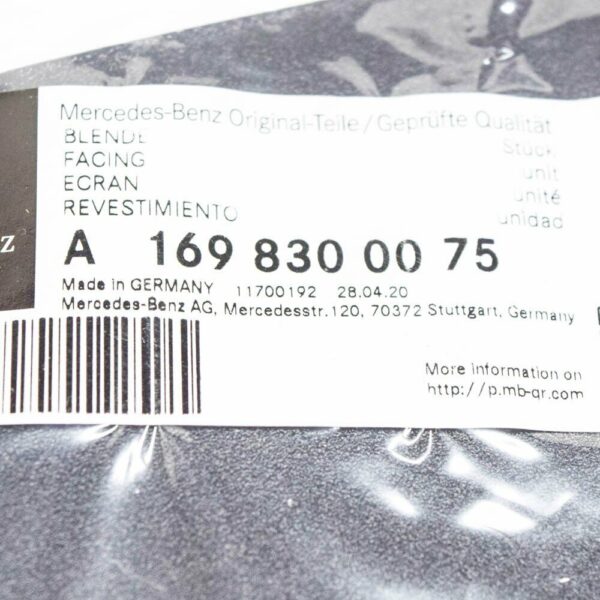 Mercedes-Benz Original-Teile/Geprüfte Qualität
BLENDE Stück
FACING unit
ECRAN unité
REVESTIMIENTO unidad
z
A 169 830 00 75
Made in GERMANY 11700192 28.04.20
Mercedes-Benz AG, Mercedesstr.120, 70372 Stuttgart, Germany
More information on
http://p.mb-qr.com